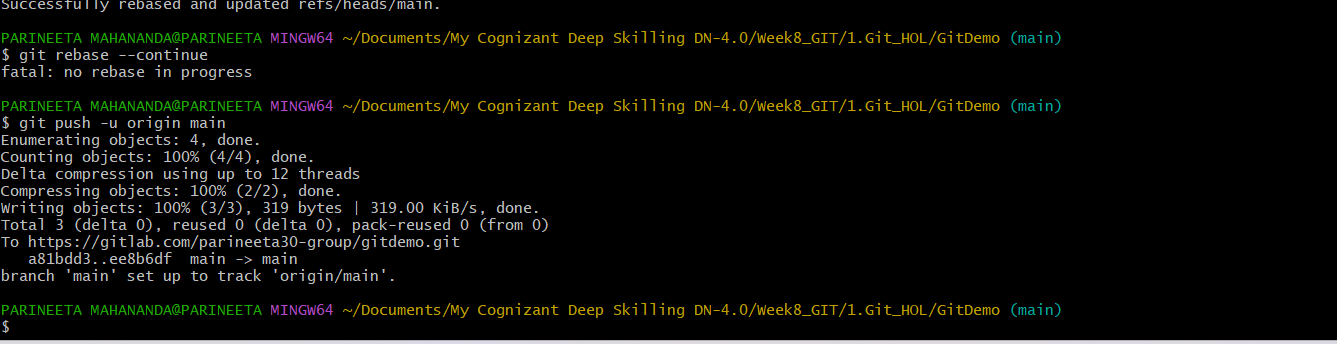 Successfully rebased and updated refs/heads/main.
PARINEETA MAHANANDA@PARINEETA MINGW64 ~/Documents/My Cognizant Deep Skilling DN-4.0/Week8_GIT/1.Git_HOL/GitDemo (main)
$ git rebase --continue
fatal: no rebase in progress
PARINEETA MAHANANDA@PARINEETA MINGW64 ~/Documents/My Cognizant Deep Skilling DN-4.0/Week8_GIT/1.Git_HOL/GitDemo (main)
$ git push -u origin main
Enumerating objects: 4, done.
Counting objects: 100% (4/4), done.
Delta compression using up to 12 threads
Compressing objects: 100% (2/2), done.
Writing objects: 100% (3/3), 319 bytes | 319.00 KiB/s, done.
Total 3 (delta 0), reused 0 (delta 0), pack-reused 0 (from 0)
To https://gitlab.com/parineeta30-group/gitdemo.git
   a81bdd3..ee8b6df  main -> main
branch 'main' set up to track 'origin/main'.
PARINEETA MAHANANDA@PARINEETA MINGW64 ~/Documents/My Cognizant Deep Skilling DN-4.0/Week8_GIT/1.Git_HOL/GitDemo (main)
$